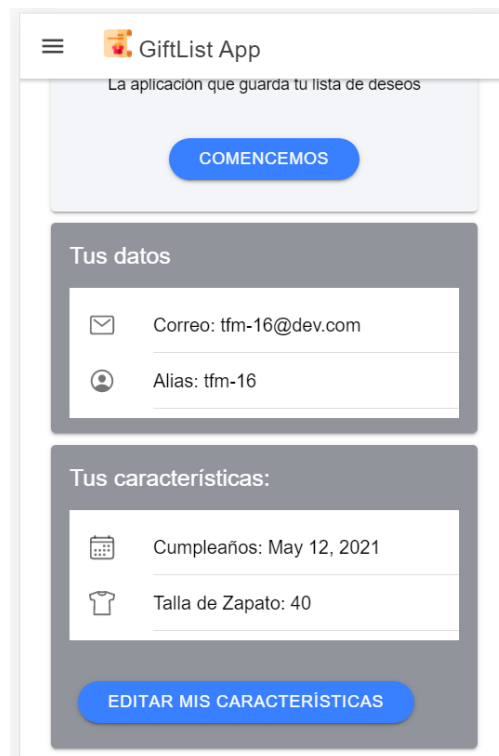 GiftList App
La aplicación que guarda tu lista de deseos
COMENCEMOS
Tus datos
Correo: tfm-16@dev.com
Alias: tfm-16
Tus característícas:
Cumpleaños: May 12, 2021
Talla de Zapato: 40
EDITAR MIS CARACTERÍSTICAS